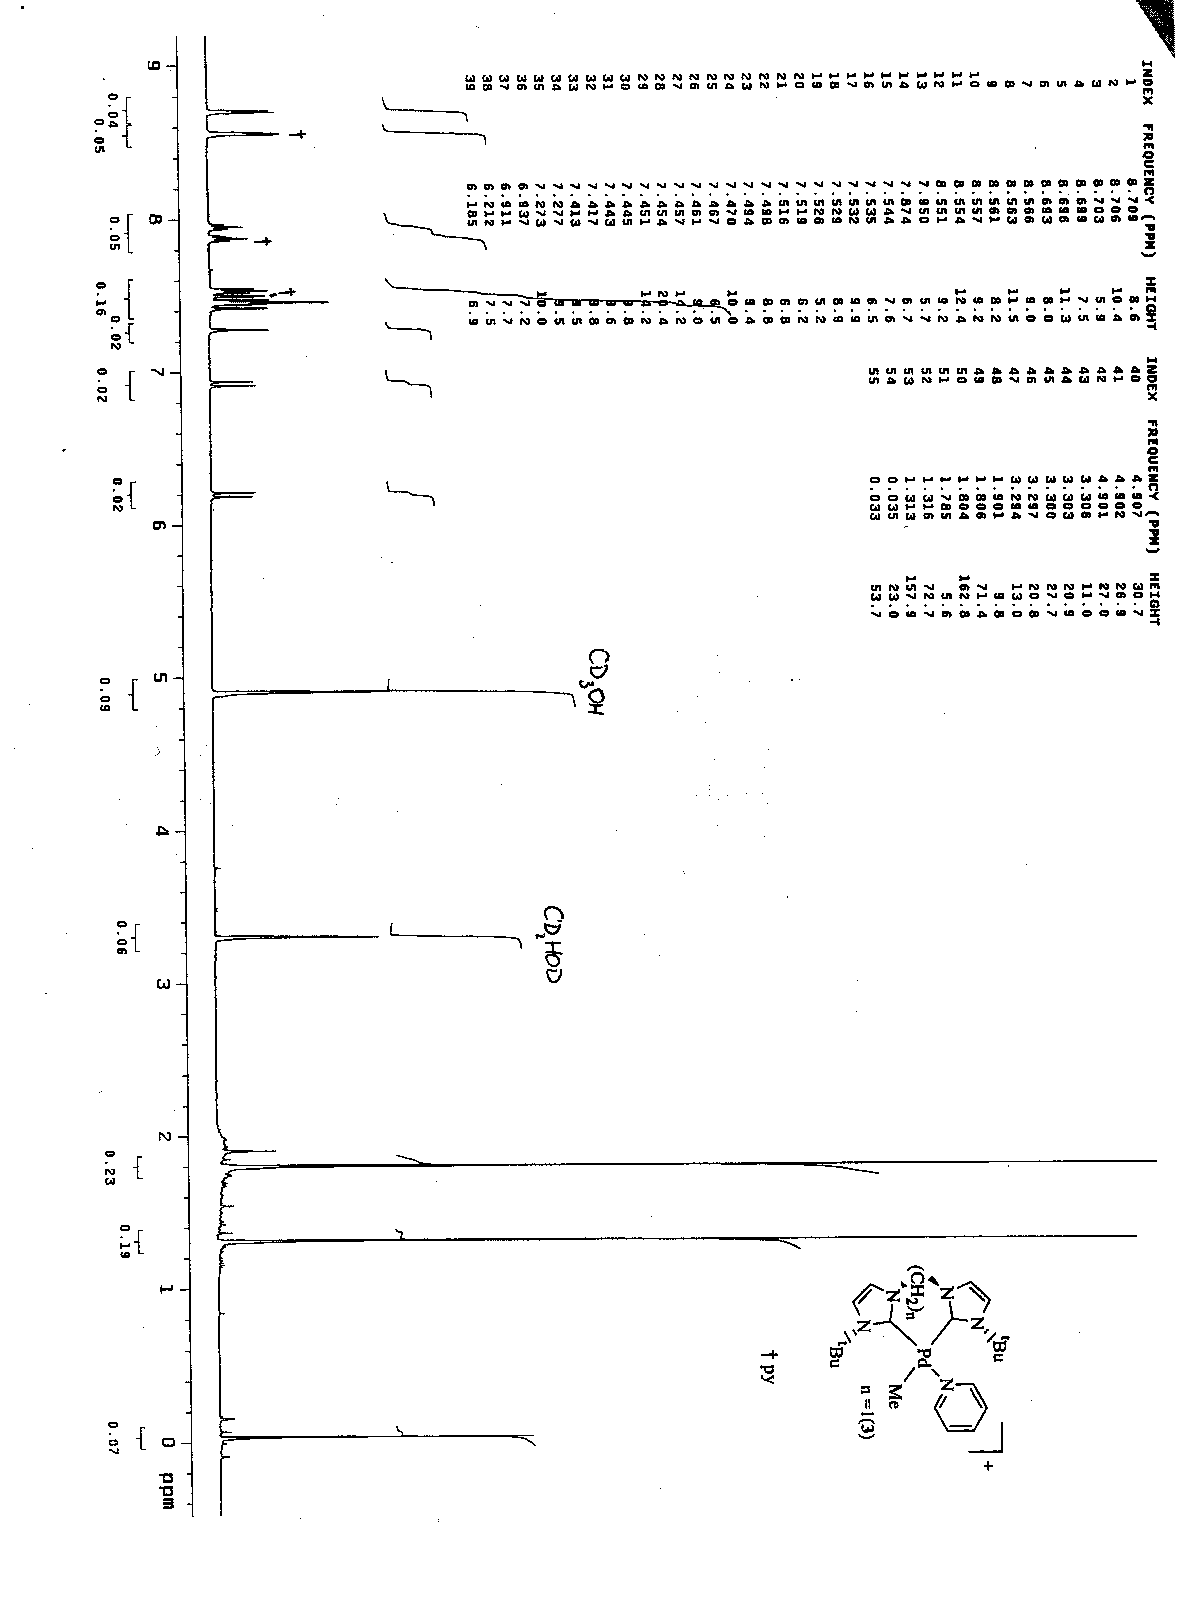 INDEX FREQUENCY (PPM) HEIGHT INDEX FREQUENCY (PPM) HEIGHT
1 8.709 8.6 40 4.907 30.7
2 8.706 10.4 41 4.902 26.9
3 8.703 5.9 42 4.901 27.0
4 8.699 7.5 43 3.308 11.0
5 8.696 11.3 44 3.303 20.9
6 8.693 8.0 45 3.300 27.7
7 8.566 9.0 46 3.297 20.8
8 8.563 11.5 47 3.294 13.0
9 8.561 8.2 48 1.901 9.8
10 8.557 9.2 49 1.806 71.4
11 8.554 12.4 50 1.804 162.8
12 8.551 9.2 51 1.785 5.6
13 7.950 5.7 52 1.316 72.7
14 7.874 6.7 53 1.313 157.9
15 7.544 7.6 54 0.035 23.0
16 7.535 6.5 55 0.033 53.7
17 7.532 9.9
18 7.529 8.9
19 7.526 5.2
20 7.519 6.2
21 7.516 6.8
22 7.498 8.8
23 7.494 9.4
24 7.470 10.0
25 7.467 6.5
26 7.461 9.0
27 7.457 14.2
28 7.454 20.4
29 7.451 14.2
30 7.445 9.8
31 7.443 9.6
32 7.417 8.8
33 7.413 8.5
34 7.277 9.5
35 7.273 10.0
36 6.937 7.2
37 6.911 7.7
38 6.212 7.5
39 6.185 6.9
(CH₂)n
N N
N N
ᵗBu ᵗBu
Pd
N
Me
n =1(3)
+
† py
CD₃OH
CD₂HOD
† † †
9 8 7 6 5 4 3 2 1 0 ppm
0.04 0.05 0.05 0.16 0.02 0.02 0.02 0.09 0.06 0.23 0.19 0.07